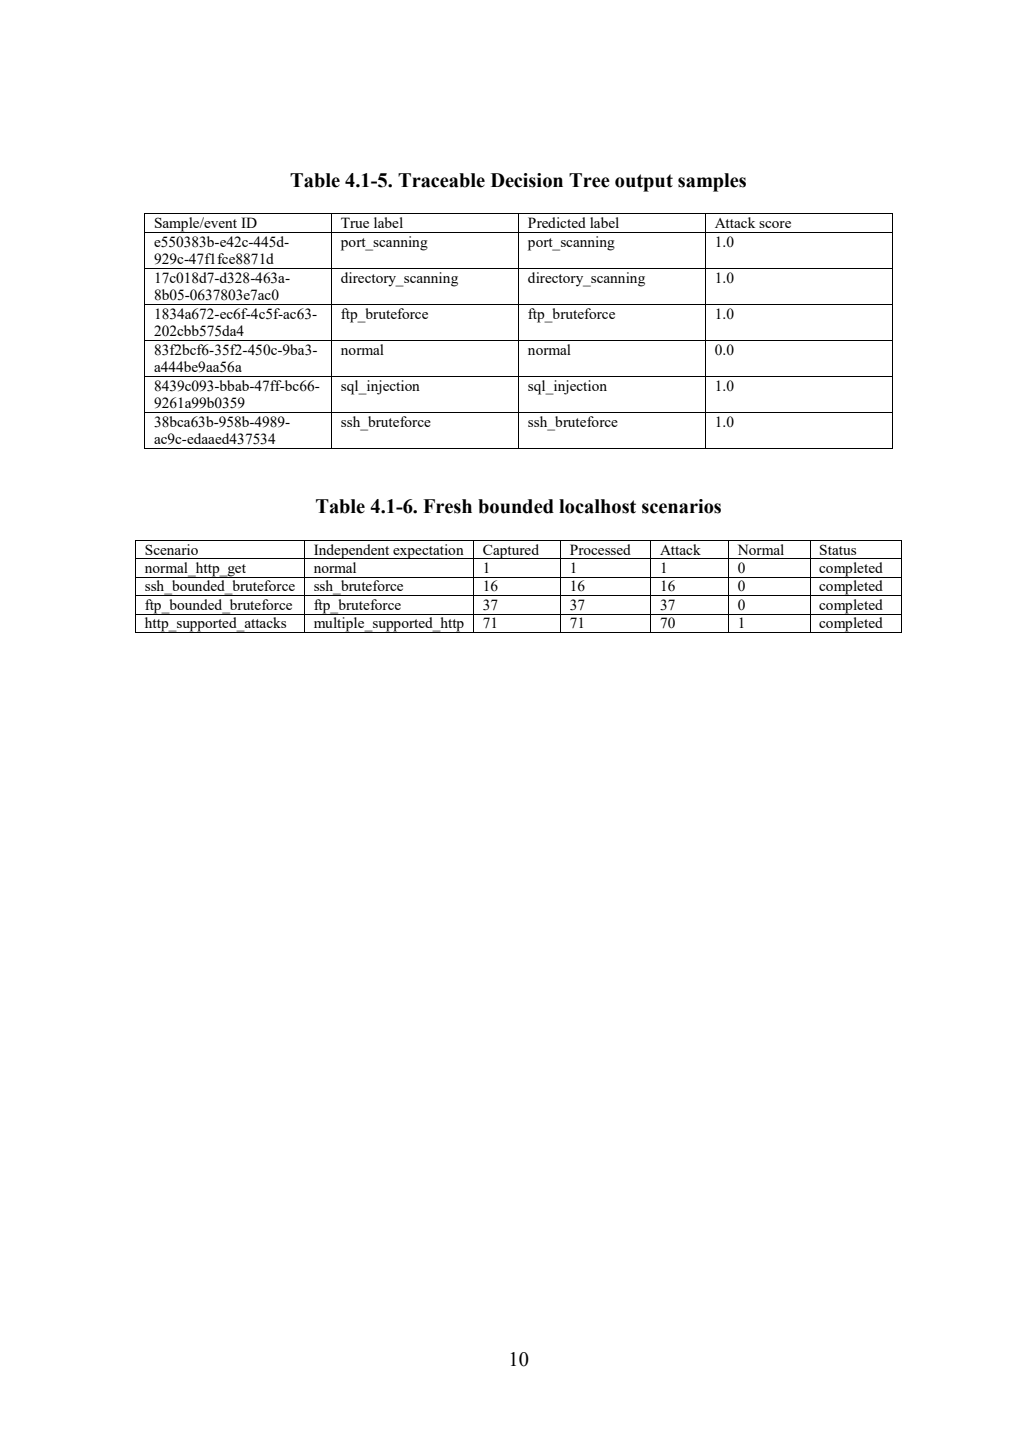 Table 4.1-5. Traceable Decision Tree output samples
Sample/event ID True label Predicted label Attack score
e550383b-e42c-445d- port_scanning port_scanning 1.0
929c-47f1fce8871d
17c018d7-d328-463a- directory_scanning directory_scanning 1.0
8b05-0637803e7ac0
1834a672-ec6f-4c5f-ac63- ftp_bruteforce ftp_bruteforce 1.0
202cbb575da4
83f2bcf6-35f2-450c-9ba3- normal normal 0.0
a444be9aa56a
8439c093-bbab-47ff-bc66- sql_injection sql_injection 1.0
9261a99b0359
38bca63b-958b-4989- ssh_bruteforce ssh_bruteforce 1.0
ac9c-edaaed437534
Table 4.1-6. Fresh bounded localhost scenarios
Scenario Independent expectation Captured Processed Attack Normal Status
normal_http_get normal 1 1 1 0 completed
ssh_bounded_bruteforce ssh_bruteforce 16 16 16 0 completed
ftp_bounded_bruteforce ftp_bruteforce 37 37 37 0 completed
http_supported_attacks multiple_supported_http 71 71 70 1 completed
10